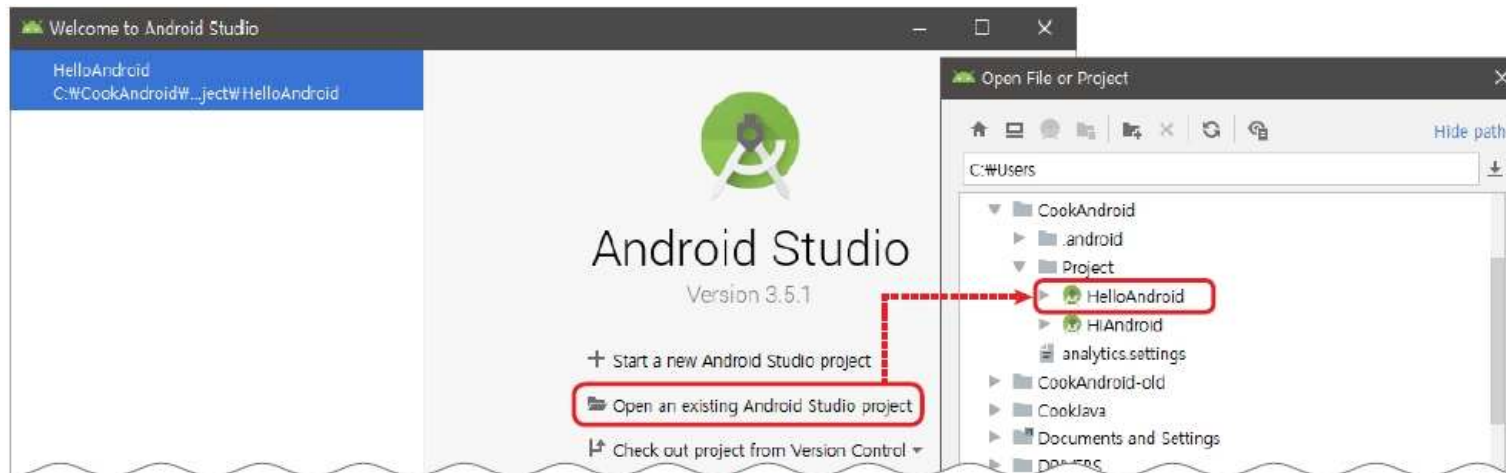 Welcome to Android Studio
HelloAndroid
C:₩CookAndroid₩...ject₩HelloAndroid
Android Studio
Version 3.5.1
Start a new Android Studio project
Open an existing Android Studio project
Check out project from Version Control
Open File or Project
Hide path
C:₩Users
CookAndroid
.android
Project
HelloAndroid
HiAndroid
analytics.settings
CookAndroid-old
CookJava
Documents and Settings
DRIVERS